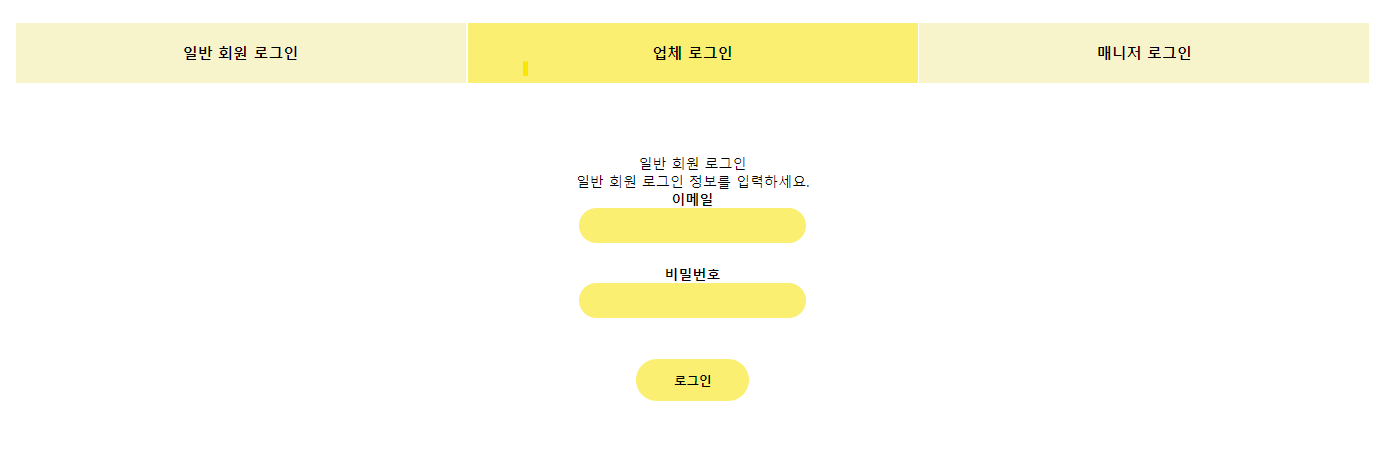 일반 회원 로그인
업체 로그인
매니저 로그인
일반 회원 로그인
일반 회원 로그인 정보를 입력하세요.
이메일
비밀번호
로그인